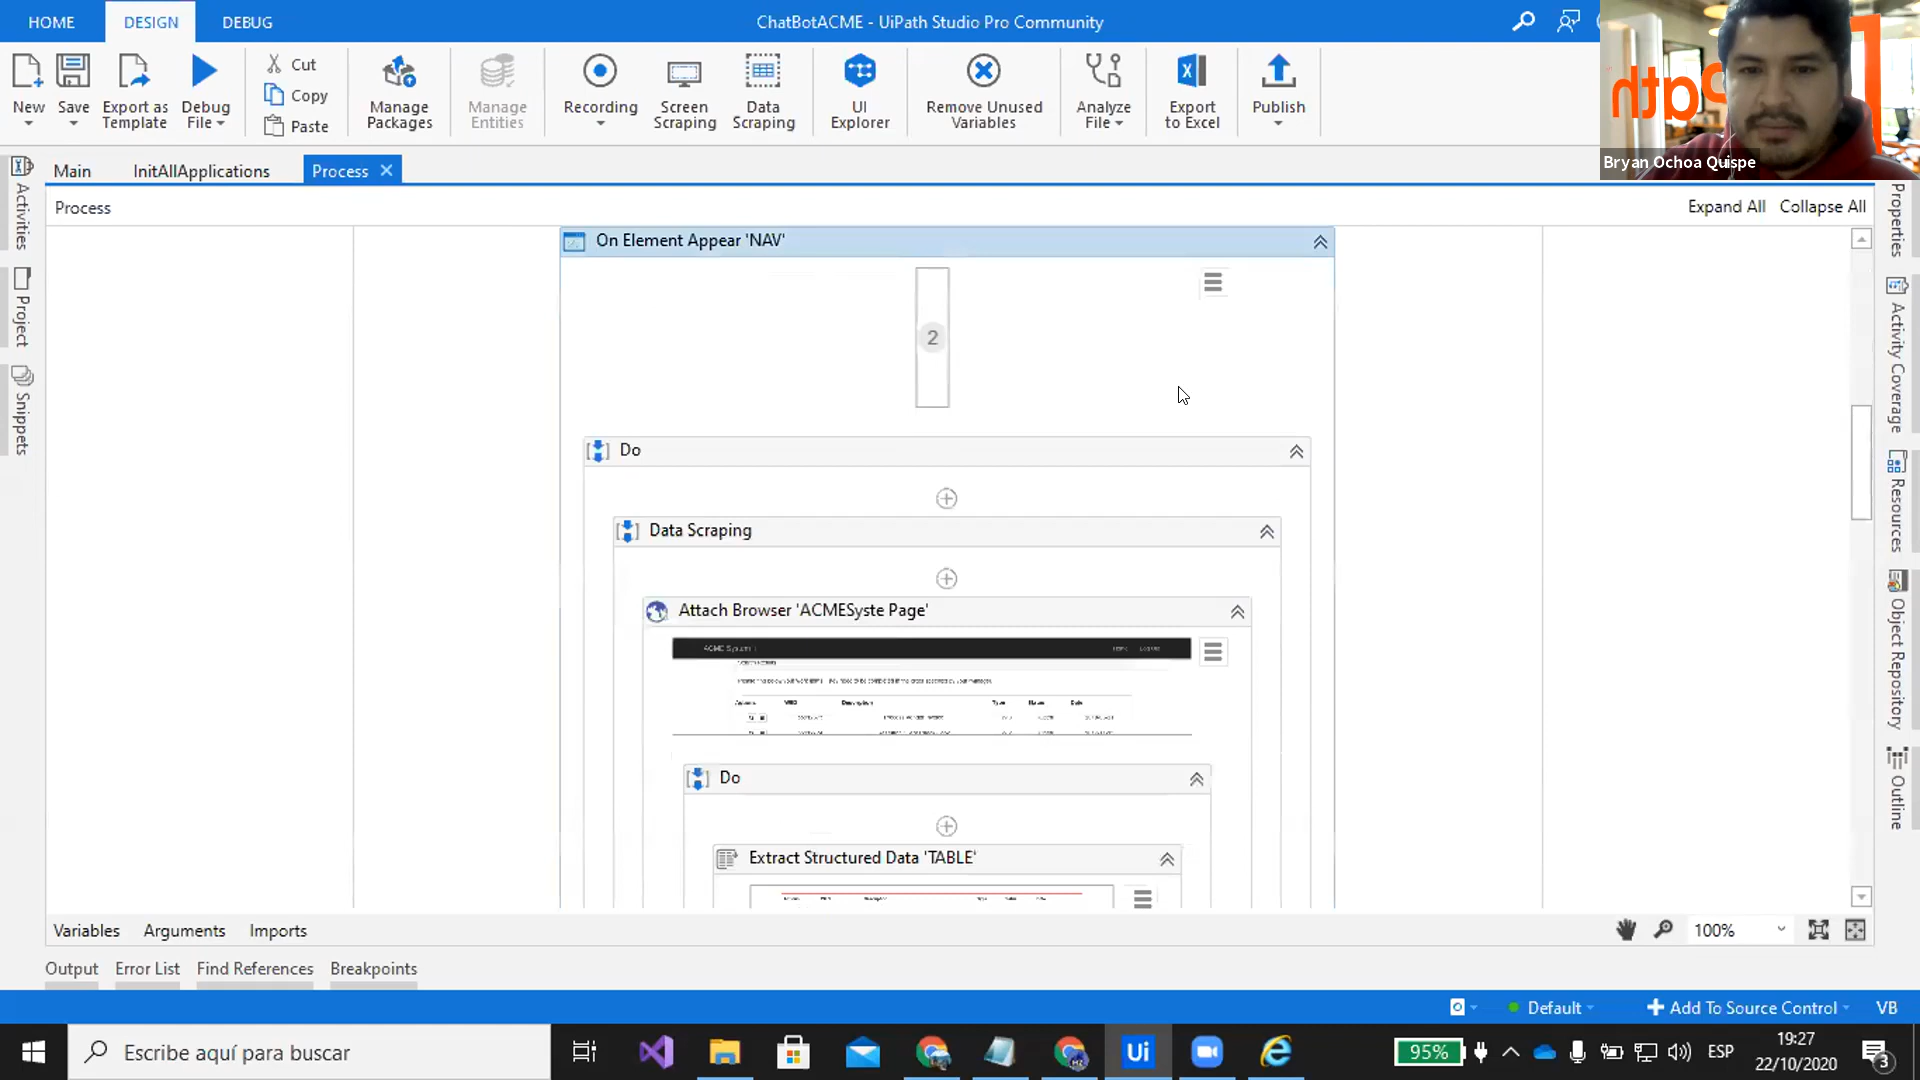 HOME DESIGN DEBUG
ChatBotACME - UiPath Studio Pro Community
New
Save
Export as Template
Debug File
Cut
Copy
Paste
Manage Packages
Manage Entities
Recording
Screen Scraping
Data Scraping
UI Explorer
Remove Unused Variables
Analyze File
Export to Excel
Publish
Path
Bryan Ochoa Quispe
Main InitAllApplications Process
Process
Expand All Collapse All
Activities
Project
Snippets
Properties
Activity Coverage
Resources
Object Repository
Outline
On Element Appear 'NAV'
2
Do
Data Scraping
Attach Browser 'ACMESyste Page'
Do
Extract Structured Data 'TABLE'
Variables Arguments Imports
100%
Output Error List Find References Breakpoints
Default
Add To Source Control
VB
Escribe aquí para buscar
Ui
95%
ESP
19:27
22/10/2020
3